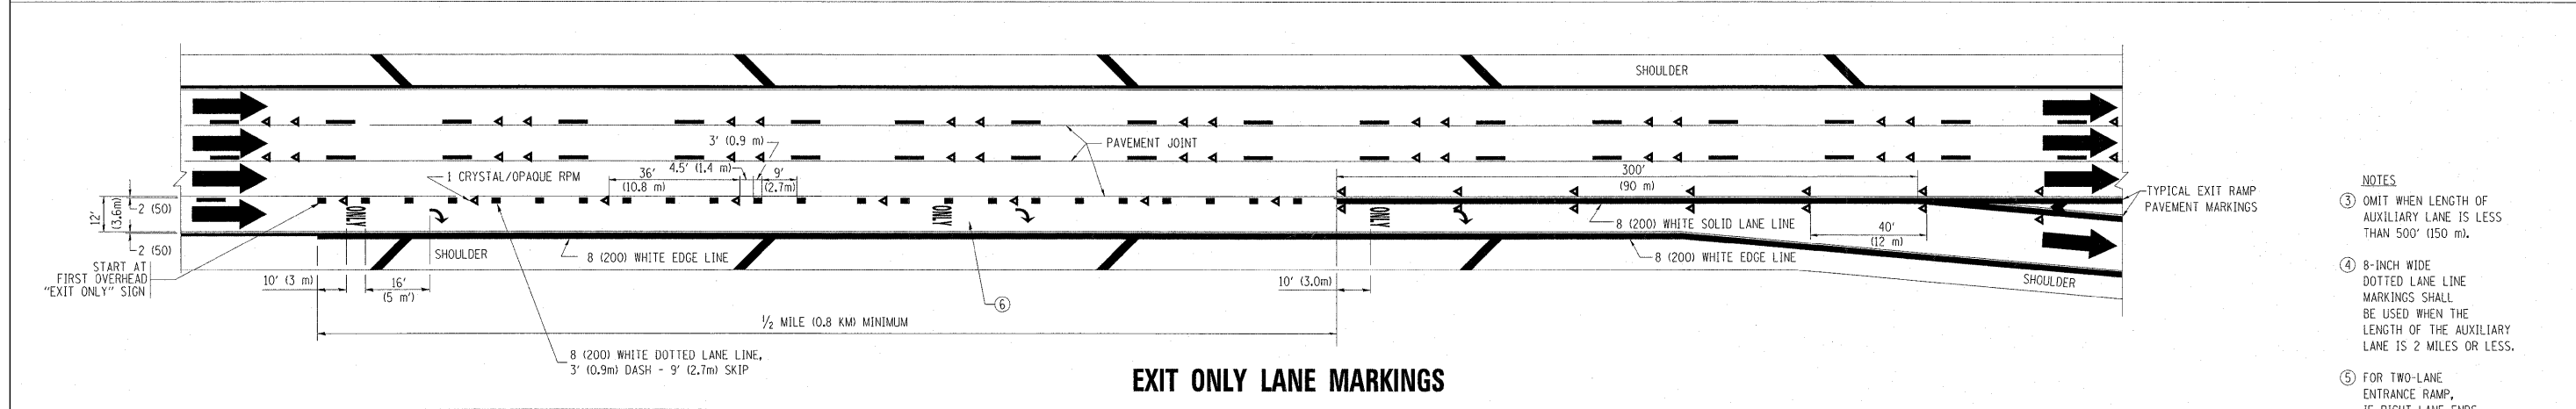 SHOULDER
3' (0.9 m)
PAVEMENT JOINT
1 CRYSTAL/OPAQUE RPM
36'
(10.8 m)
4.5' (1.4 m)
9'
(2.7m)
300'
(90 m)
12'
(3.6m)
2 (50)
2 (50)
ONLY
ONLY
ONLY
TYPICAL EXIT RAMP
PAVEMENT MARKINGS
8 (200) WHITE SOLID LANE LINE
40'
(12 m)
SHOULDER
8 (200) WHITE EDGE LINE
8 (200) WHITE EDGE LINE
START AT
FIRST OVERHEAD
"EXIT ONLY" SIGN
10' (3 m)
16'
(5 m')
6
10' (3.0m)
SHOULDER
1/2 MILE (0.8 KM) MINIMUM
8 (200) WHITE DOTTED LANE LINE,
3' (0.9m) DASH - 9' (2.7m) SKIP
EXIT ONLY LANE MARKINGS
NOTES
3 OMIT WHEN LENGTH OF
AUXILIARY LANE IS LESS
THAN 500' (150 m).
4 8-INCH WIDE
DOTTED LANE LINE
MARKINGS SHALL
BE USED WHEN THE
LENGTH OF THE AUXILIARY
LANE IS 2 MILES OR LESS.
5 FOR TWO-LANE
ENTRANCE RAMP,
IF RIGHT LANE ENDS